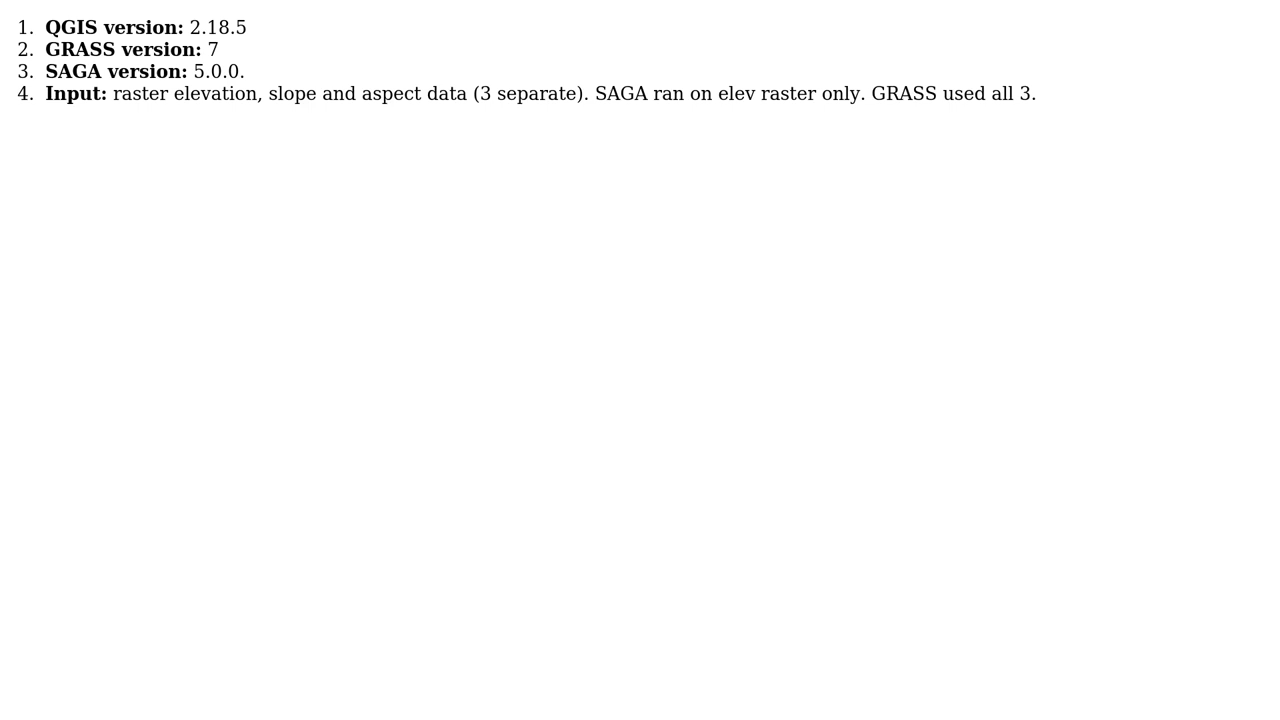 1. QGIS version: 2.18.5
2. GRASS version: 7
3. SAGA version: 5.0.0.
4. Input: raster elevation, slope and aspect data (3 separate). SAGA ran on elev raster only. GRASS used all 3.